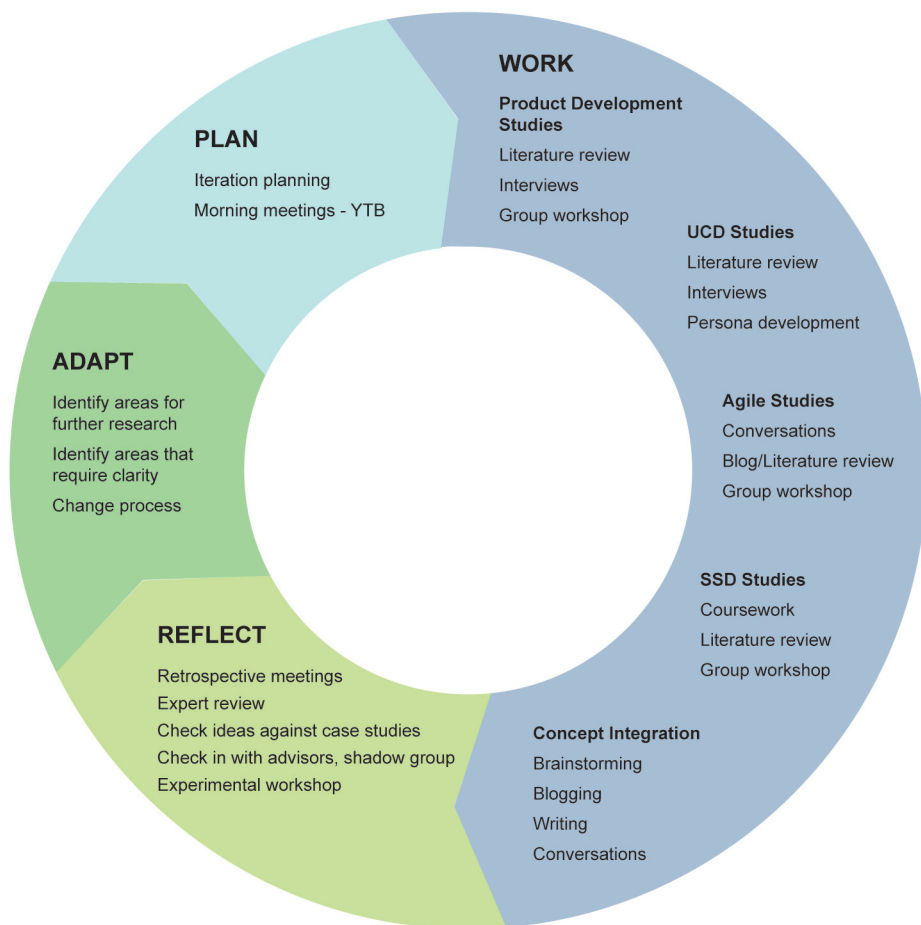 WORK
Product Development
Studies
Literature review
Interviews
Group workshop
UCD Studies
Literature review
Interviews
Persona development
Agile Studies
Conversations
Blog/Literature review
Group workshop
SSD Studies
Coursework
Literature review
Group workshop
Concept Integration
Brainstorming
Blogging
Writing
Conversations
REFLECT
Retrospective meetings
Expert review
Check ideas against case studies
Check in with advisors, shadow group
Experimental workshop
ADAPT
Identify areas for
further research
Identify areas that
require clarity
Change process
PLAN
Iteration planning
Morning meetings - YTB